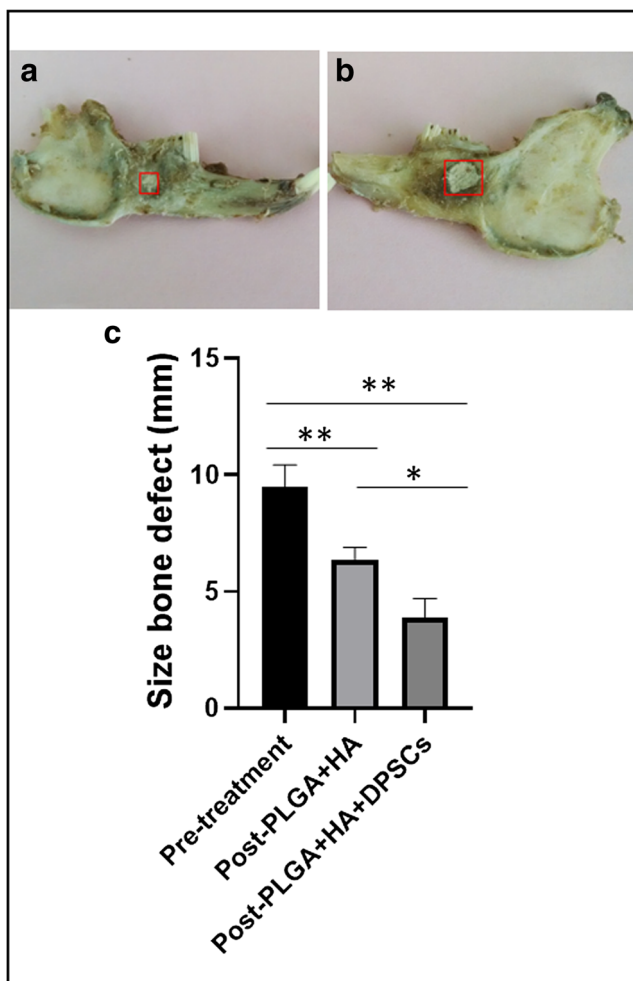 a
b
c
Size bone defect (mm)
15
10
5
0
**
**
*
Pre-treatment
Post-PLGA+HA
Post-PLGA+HA+DPSCs